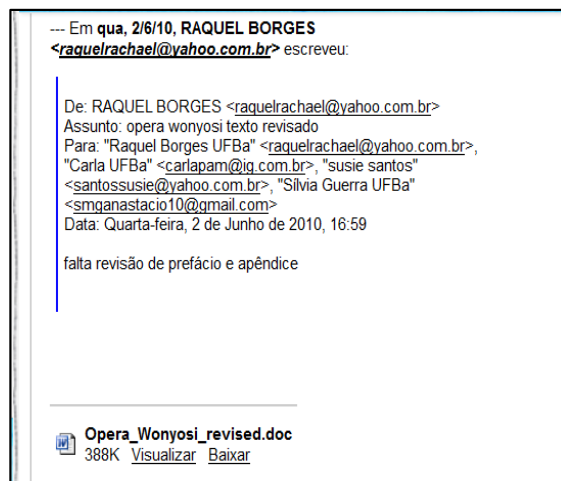 --- Em qua, 2/6/10, RAQUEL BORGES
<raquelrachael@yahoo.com.br> escreveu:
De: RAQUEL BORGES <raquelrachael@yahoo.com.br>
Assunto: opera wonyosi texto revisado
Para: "Raquel Borges UFBa" <raquelrachael@yahoo.com.br>,
"Carla UFBa" <carlapam@ig.com.br>, "susie santos"
<santossusie@yahoo.com.br>, "Sílvia Guerra UFBa"
<smganastacio10@gmail.com>
Data: Quarta-feira, 2 de Junho de 2010, 16:59
falta revisão de prefácio e apêndice
Opera_Wonyosi_revised.doc
388K Visualizar Baixar